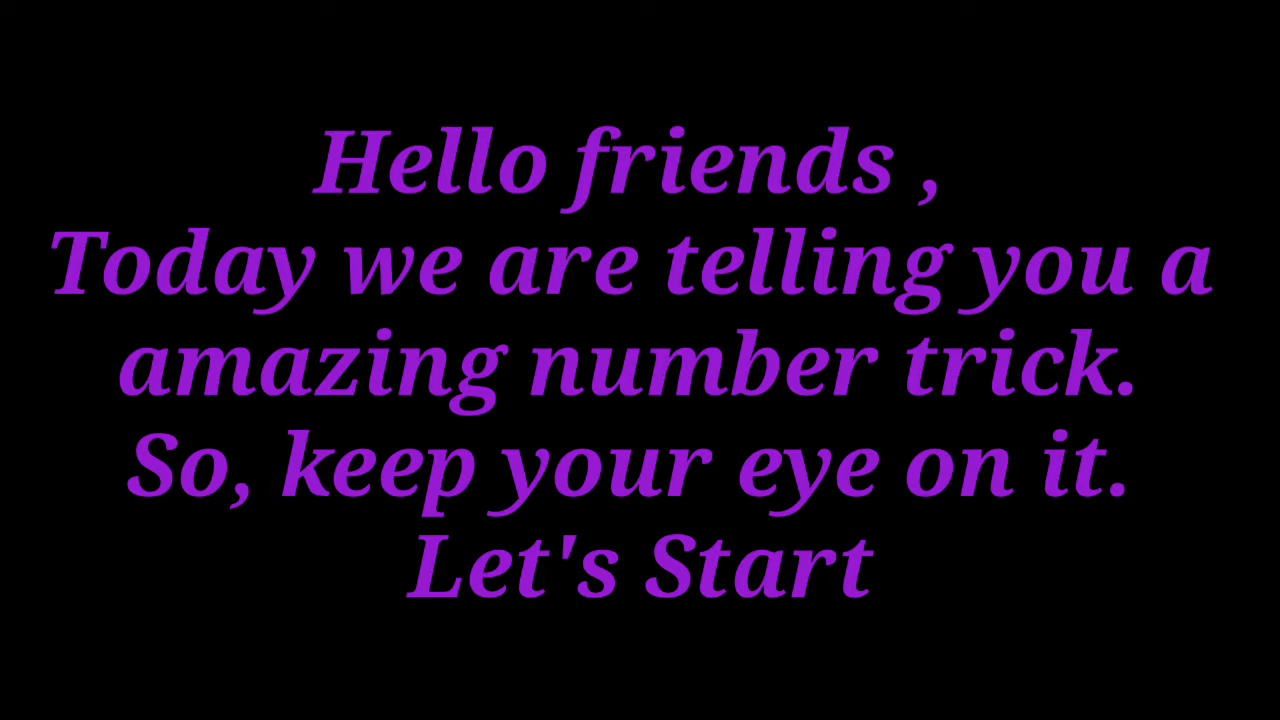 Hello friends ,
Today we are telling you a
amazing number trick.
So, keep your eye on it.
Let's Start